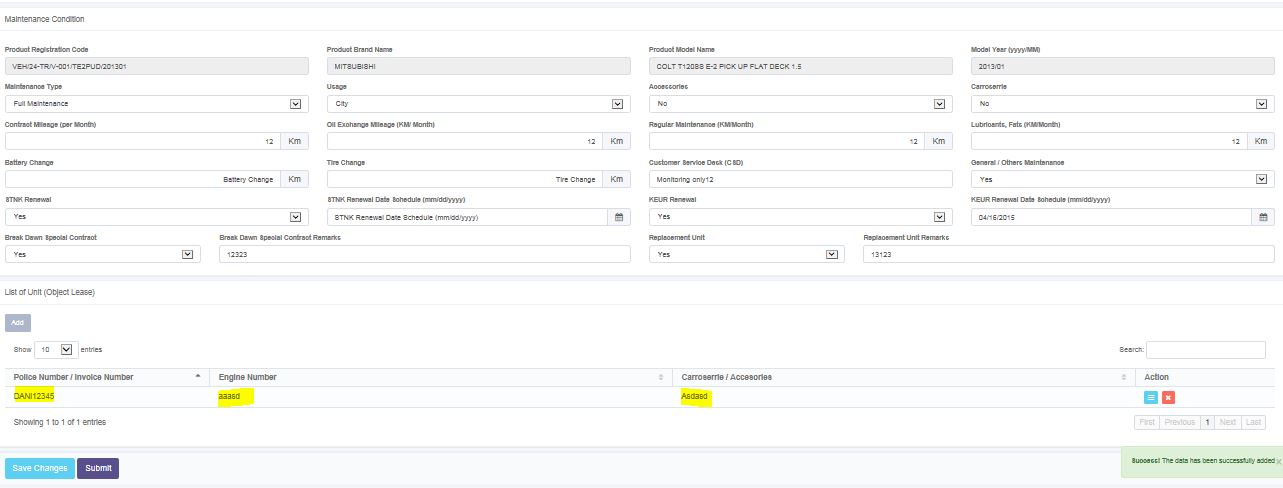 Maintenance Condition
Product Registration Code Product Brand Name Product Model Name Model Year (yyyy/MM)
VEH/24-TR/V-001/TE2PUD/201301 MITSUBISHI COLT T120SS E-2 PICK UP FLAT DECK 1.5 2013/01
Maintenance Type Usage Accessories Carroserrie
Full Maintenance City No No
Contract Mileage (per Month) Oil Exchange Mileage (KM/ Month) Regular Maintenance (KM/Month) Lubricants, Fats (KM/Month)
12 Km 12 Km 12 Km 12 Km
Battery Change Tire Change Customer Service Desk (CSD) General / Others Maintenance
Battery Change Km Tire Change Km Monitoring only12 Yes
STNK Renewal STNK Renewal Date Schedule (mm/dd/yyyy) KEUR Renewal KEUR Renewal Date Schedule (mm/dd/yyyy)
Yes STNK Renewal Date Schedule (mm/dd/yyyy) Yes 04/16/2015
Break Dawn Special Contract Break Dawn Special Contract Remarks Replacement Unit Replacement Unit Remarks
Yes 12323 Yes 13123
List of Unit (Object Lease)
Add
Show 10 entries Search:
Police Number / Invoice Number Engine Number Carroserrie / Accesories Action
DANI12345 aaasd Asdasd
Showing 1 to 1 of 1 entries First Previous 1 Next Last
Save Changes Submit Success!! The data has been successfully added ×